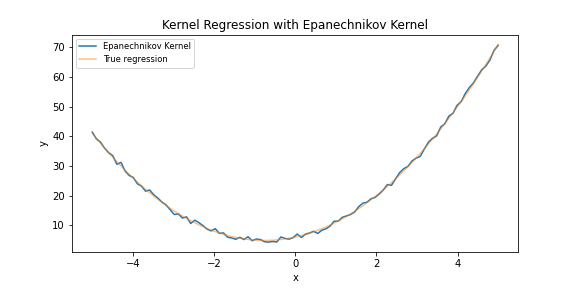 Kernel Regression with Epanechnikov Kernel
Epanechnikov Kernel
True regression
70
60
50
40
30
20
10
y
−4
−2
0
2
4
x